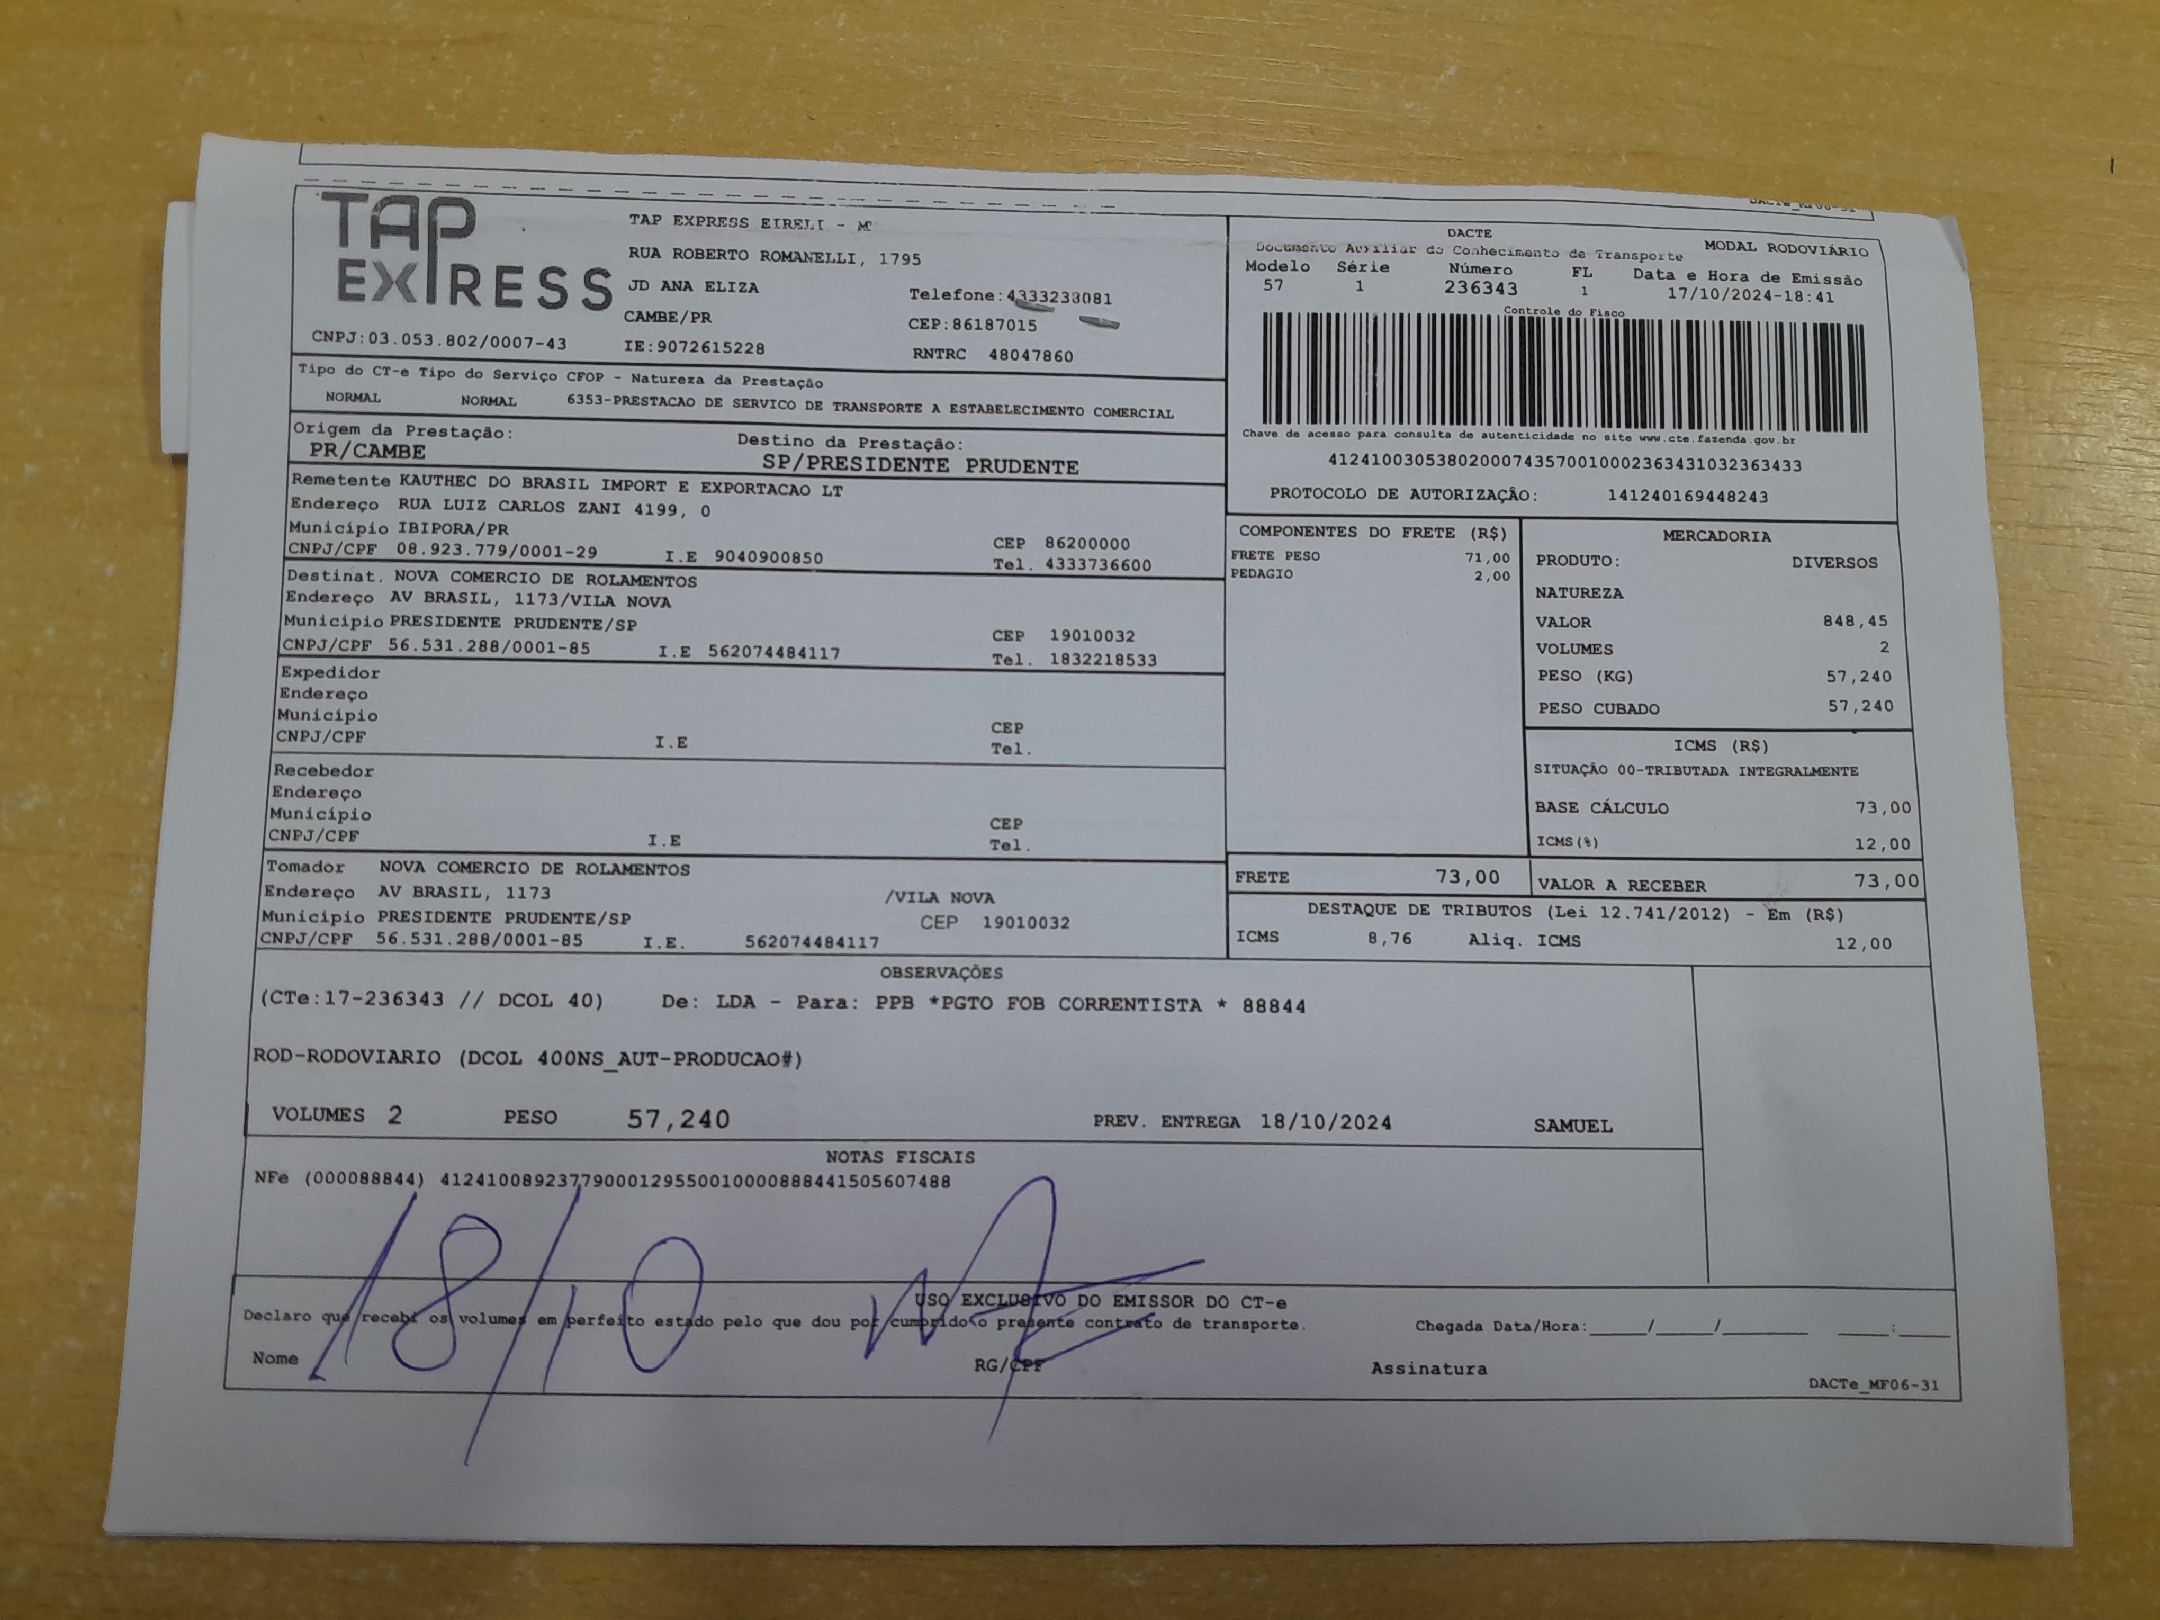 DACTe_MF06-31
TAP EXPRESS
CNPJ:03.053.802/0007-43
TAP EXPRESS EIRELI - M
RUA ROBERTO ROMANELLI, 1795
JD ANA ELIZA
CAMBE/PR
IE:9072615228
Telefone:4333233081
CEP:86187015
RNTRC 48047860
DACTE
Documento Auxiliar do Conhecimento de Transporte
MODAL RODOVIÁRIO
Modelo Série Número FL Data e Hora de Emissão
57 1 236343 1 17/10/2024-18:41
Controle do Fisco
Chave de acesso para consulta de autenticidade no site www.cte.fazenda.gov.br
41241003053802000743570010002363431032363433
PROTOCOLO DE AUTORIZAÇÃO: 141240169448243
Tipo do CT-e Tipo do Serviço CFOP - Natureza da Prestação
NORMAL NORMAL 6353-PRESTACAO DE SERVICO DE TRANSPORTE A ESTABELECIMENTO COMERCIAL
Origem da Prestação: Destino da Prestação:
PR/CAMBE SP/PRESIDENTE PRUDENTE
Remetente KAUTHEC DO BRASIL IMPORT E EXPORTACAO LT
Endereço RUA LUIZ CARLOS ZANI 4199, 0
Município IBIPORA/PR CEP 86200000
CNPJ/CPF 08.923.779/0001-29 I.E 9040900850 Tel. 4333736600
Destinat. NOVA COMERCIO DE ROLAMENTOS
Endereço AV BRASIL, 1173/VILA NOVA
Município PRESIDENTE PRUDENTE/SP CEP 19010032
CNPJ/CPF 56.531.288/0001-85 I.E 562074484117 Tel. 1832218533
Expedidor
Endereço
Município CEP
CNPJ/CPF I.E Tel.
Recebedor
Endereço
Município CEP
CNPJ/CPF I.E Tel.
Tomador NOVA COMERCIO DE ROLAMENTOS
Endereço AV BRASIL, 1173 /VILA NOVA
Município PRESIDENTE PRUDENTE/SP CEP 19010032
CNPJ/CPF 56.531.288/0001-85 I.E. 562074484117
COMPONENTES DO FRETE (R$)
FRETE PESO 71,00
PEDAGIO 2,00
MERCADORIA
PRODUTO: DIVERSOS
NATUREZA
VALOR 848,45
VOLUMES 2
PESO (KG) 57,240
PESO CUBADO 57,240
ICMS (R$)
SITUAÇÃO 00-TRIBUTADA INTEGRALMENTE
BASE CÁLCULO 73,00
ICMS(%) 12,00
FRETE 73,00 VALOR A RECEBER 73,00
DESTAQUE DE TRIBUTOS (Lei 12.741/2012) - Em (R$)
ICMS 8,76 Aliq. ICMS 12,00
OBSERVAÇÕES
(CTe:17-236343 // DCOL 40) De: LDA - Para: PPB *PGTO FOB CORRENTISTA * 88844
ROD-RODOVIARIO (DCOL 400NS_AUT-PRODUCAO#)
VOLUMES 2 PESO 57,240 PREV. ENTREGA 18/10/2024 SAMUEL
NOTAS FISCAIS
NFe (000088844) 41241008923779000129550010000888441505607488
18/10
USO EXCLUSIVO DO EMISSOR DO CT-e
Declaro que recebi os volumes em perfeito estado pelo que dou por cumprido o presente contrato de transporte. Chegada Data/Hora:____/____/______ ____:____
Nome RG/CPF Assinatura
DACTe_MF06-31